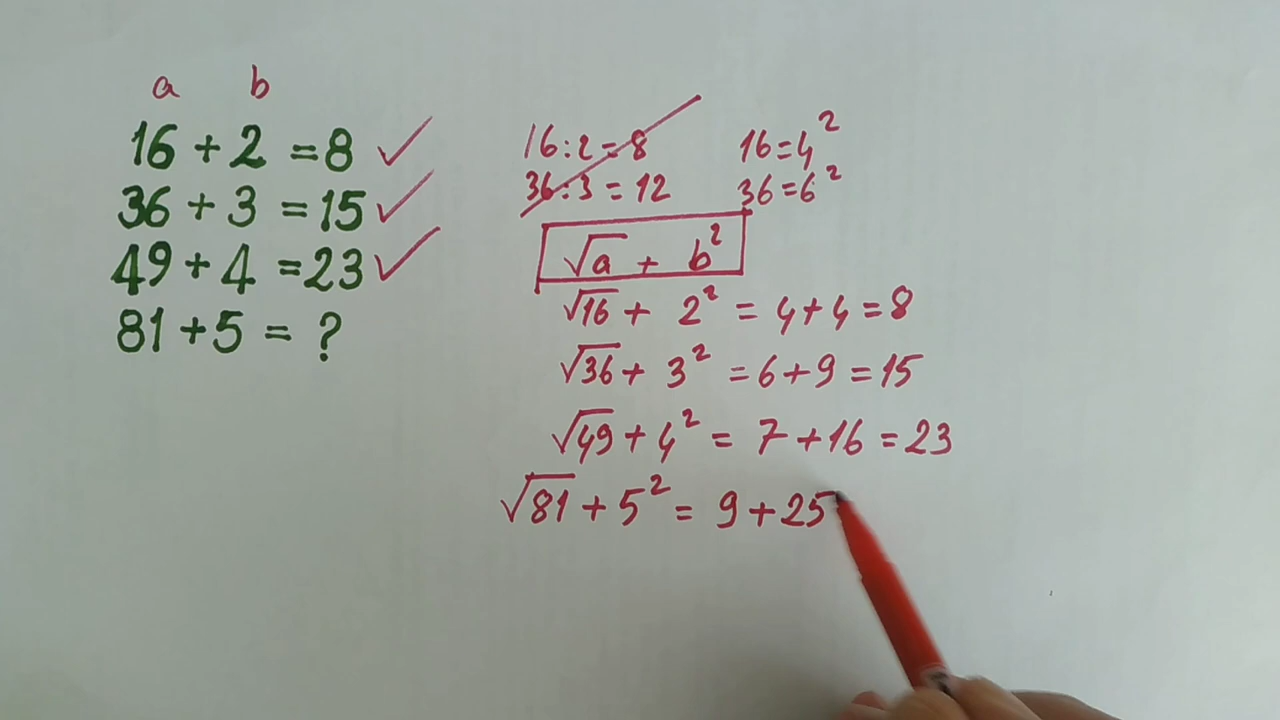 a b
16 + 2 = 8 ✓
36 + 3 = 15 ✓
49 + 4 = 23 ✓
81 + 5 = ?
16 : 2 = 8
36 : 3 = 12
16 = 4²
36 = 6²
√a + b²
√16 + 2² = 4 + 4 = 8
√36 + 3² = 6 + 9 = 15
√49 + 4² = 7 + 16 = 23
√81 + 5² = 9 + 25